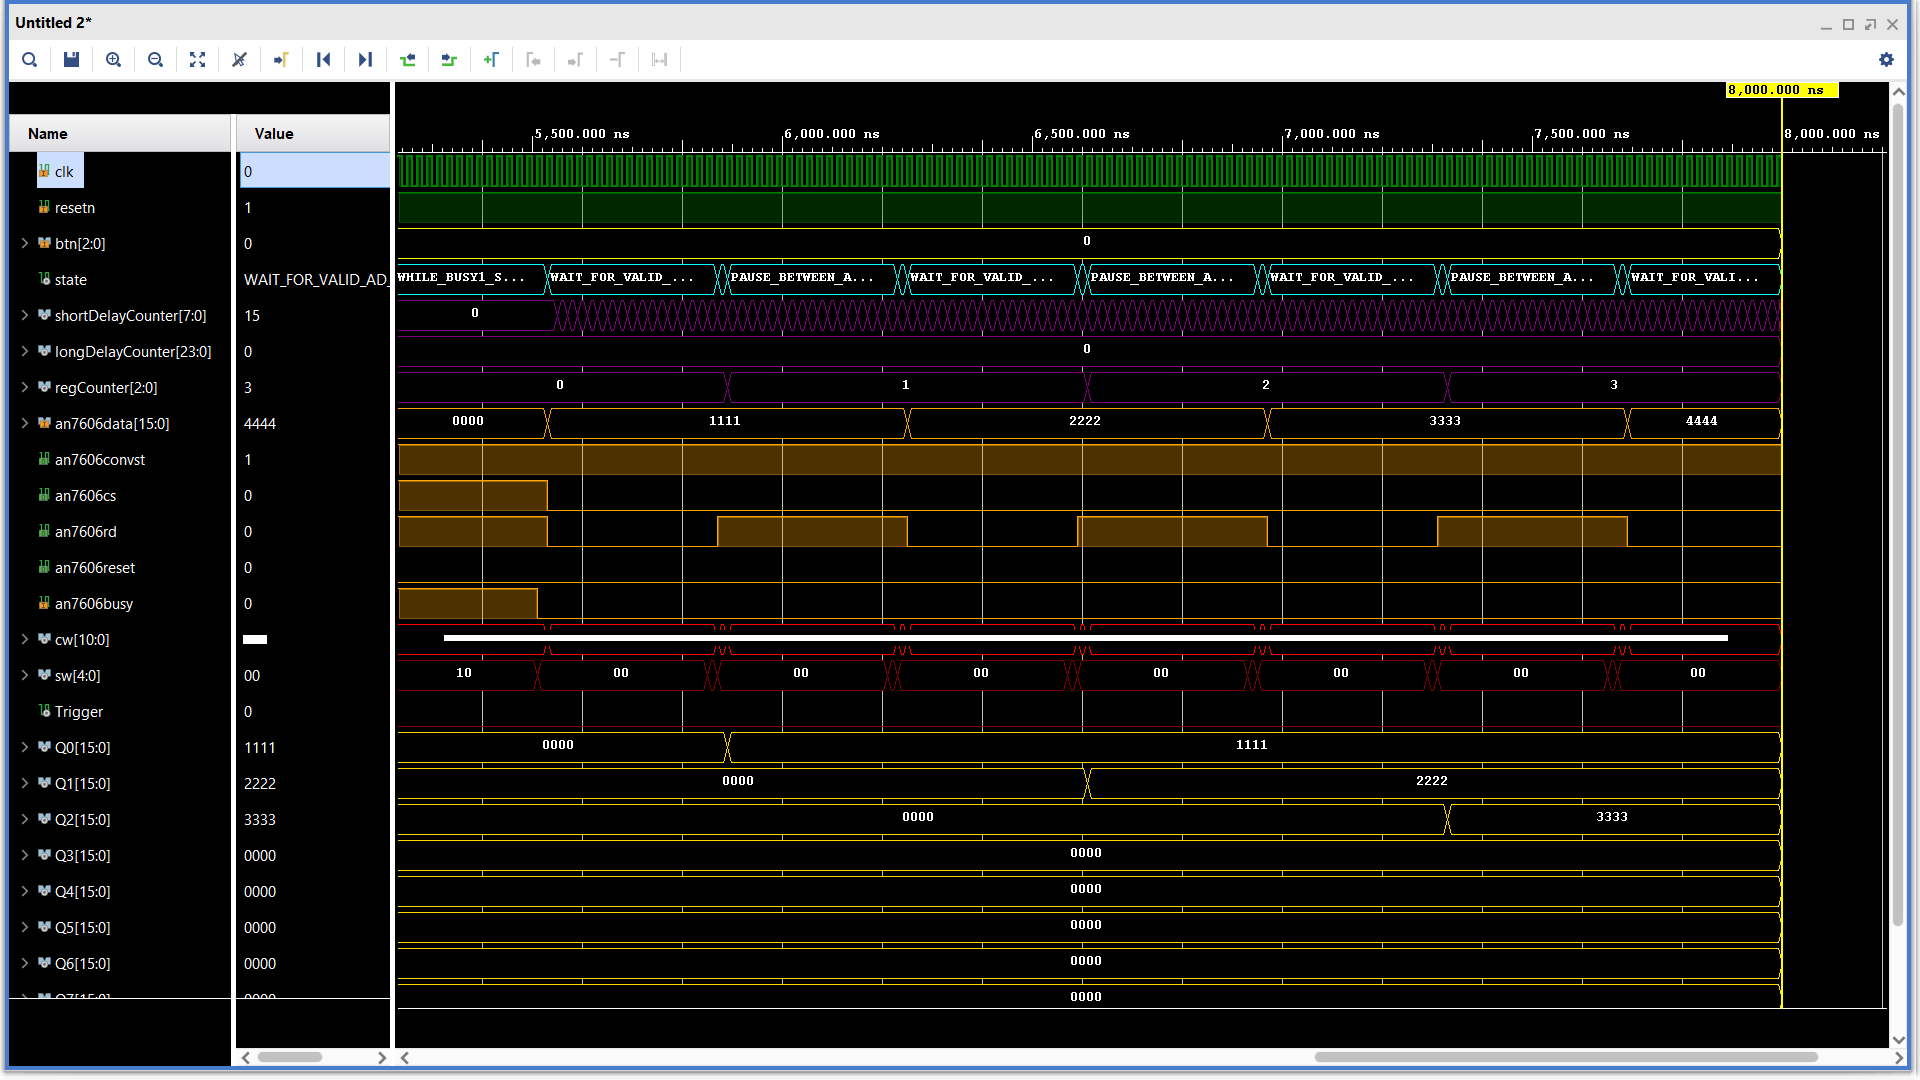 Untitled 2*
8,000.000 ns
Name Value
5,500.000 ns 6,000.000 ns 6,500.000 ns 7,000.000 ns 7,500.000 ns 8,000.000 ns
clk 0
resetn 1
btn[2:0] 0 0
state WAIT_FOR_VALID_AD_ WHILE_BUSY1_S... WAIT_FOR_VALID_... PAUSE_BETWEEN_A... WAIT_FOR_VALID_... PAUSE_BETWEEN_A... WAIT_FOR_VALID_... PAUSE_BETWEEN_A... WAIT_FOR_VALI...
shortDelayCounter[7:0] 15 0
longDelayCounter[23:0] 0 0
regCounter[2:0] 3 0 1 2 3
an7606data[15:0] 4444 0000 1111 2222 3333 4444
an7606convst 1
an7606cs 0
an7606rd 0
an7606reset 0
an7606busy 0
cw[10:0]
sw[4:0] 00 10 00 00 00 00 00 00 00
Trigger 0
Q0[15:0] 1111 0000 1111
Q1[15:0] 2222 0000 2222
Q2[15:0] 3333 0000 3333
Q3[15:0] 0000 0000
Q4[15:0] 0000 0000
Q5[15:0] 0000 0000
Q6[15:0] 0000 0000
Q7[15:0] 0000 0000